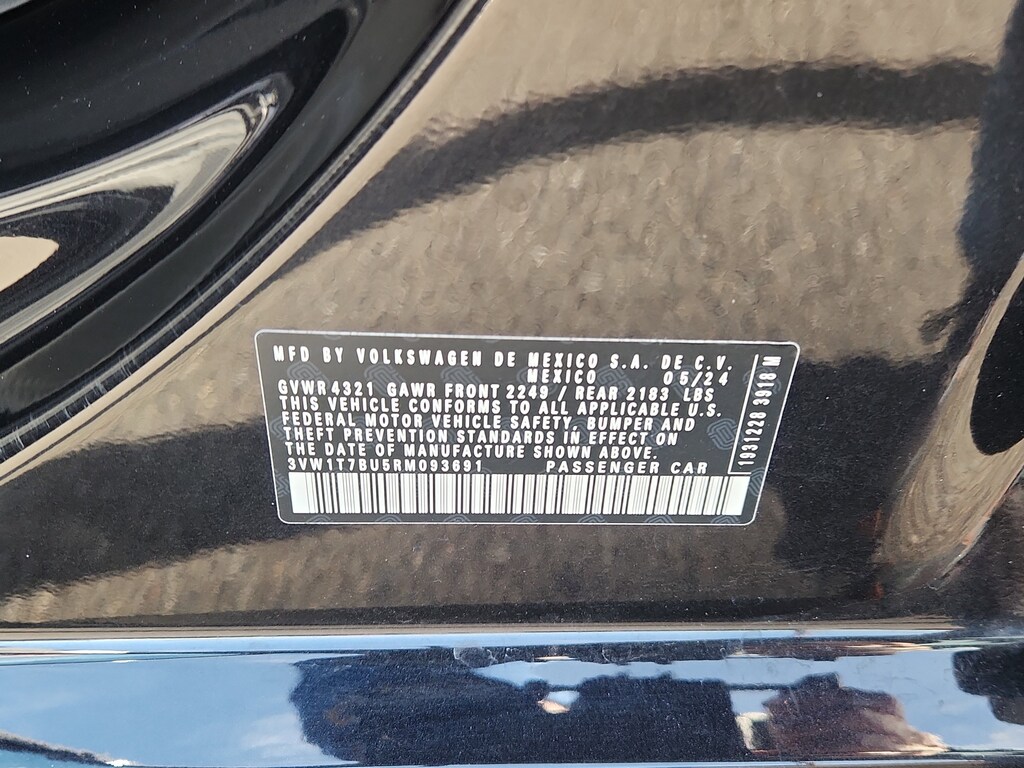 MFD BY VOLKSWAGEN DE MEXICO S.A. DE C.V.
MEXICO 05/24
GVWR 4321 GAWR FRONT 2249 / REAR 2183 LBS
THIS VEHICLE CONFORMS TO ALL APPLICABLE U.S.
FEDERAL MOTOR VEHICLE SAFETY, BUMPER AND
THEFT PREVENTION STANDARDS IN EFFECT ON
THE DATE OF MANUFACTURE SHOWN ABOVE.
3VW1T7BU5RM093691 PASSENGER CAR
1931228 3918 M